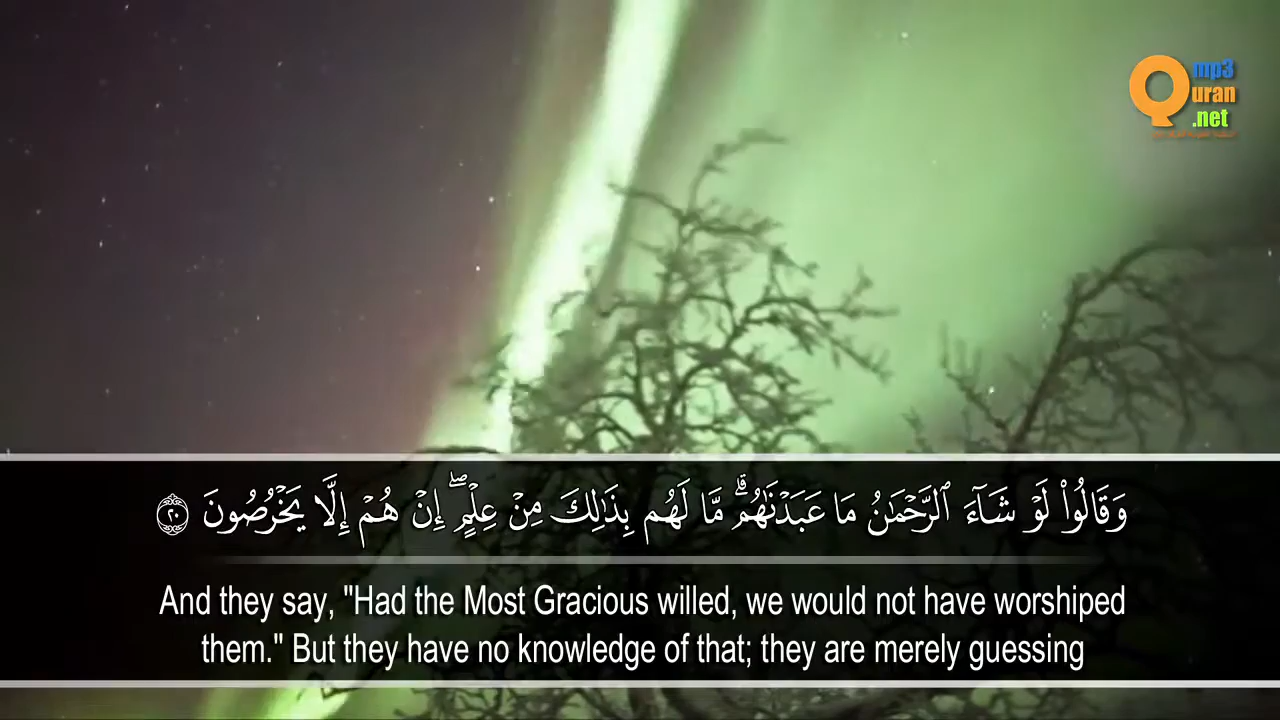 mp3
Quran
.net
وَقَالُوا۟ لَوْ شَآءَ ٱلرَّحْمَـٰنُ مَا عَبَدْنَـٰهُم ۗ مَّا لَهُم بِذَٰلِكَ مِنْ عِلْمٍ ۖ إِنْ هُمْ إِلَّا يَخْرُصُونَ ٢٠
And they say, "Had the Most Gracious willed, we would not have worshiped
them." But they have no knowledge of that; they are merely guessing